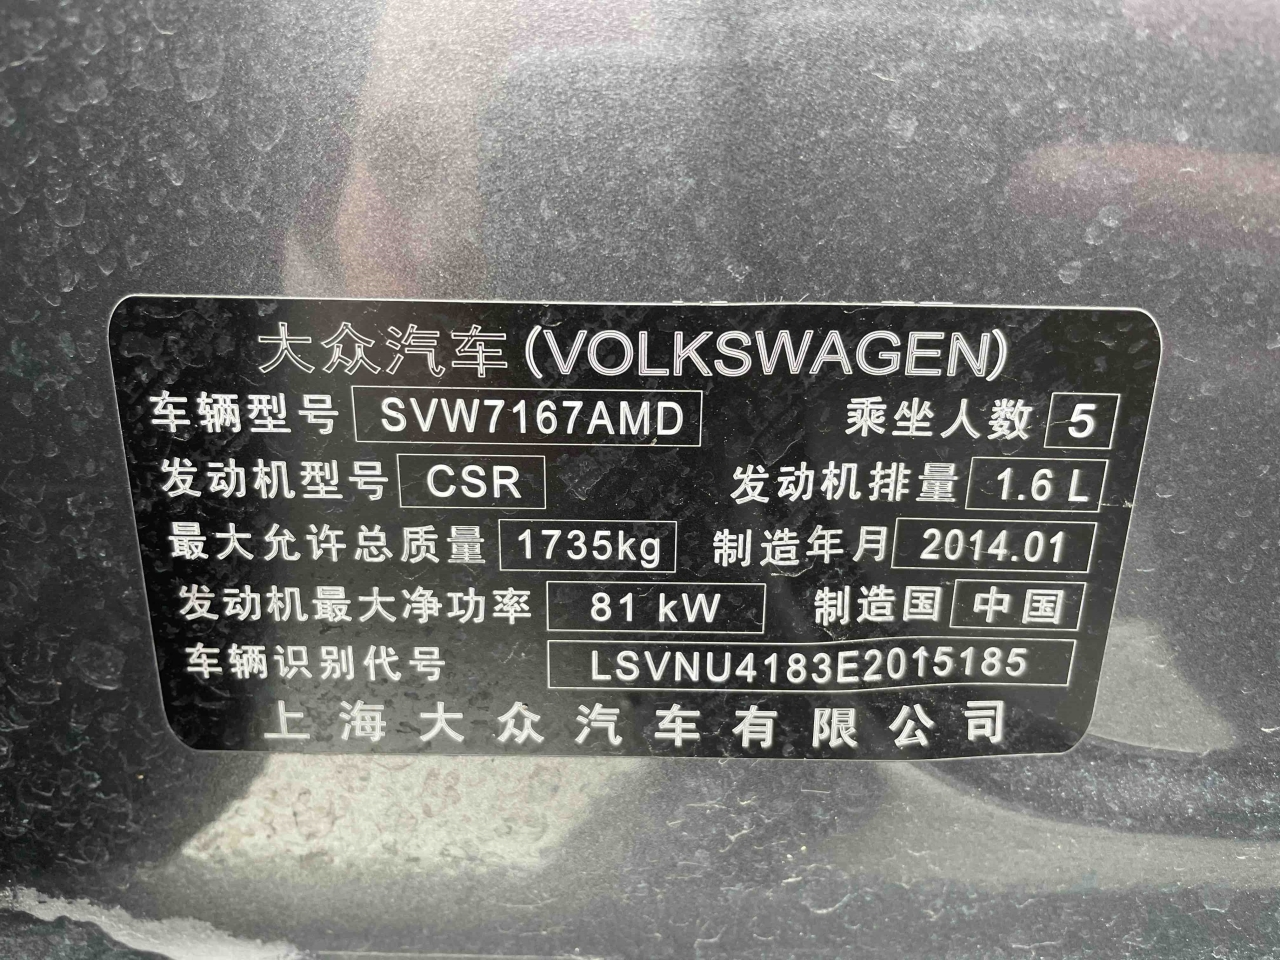 大众汽车(VOLKSWAGEN)
车辆型号 SVW7167AMD 乘坐人数 5
发动机型号 CSR 发动机排量 1.6 L
最大允许总质量 1735kg 制造年月 2014.01
发动机最大净功率 81 kW 制造国 中国
车辆识别代号 LSVNU4183E2015185
上海大众汽车有限公司